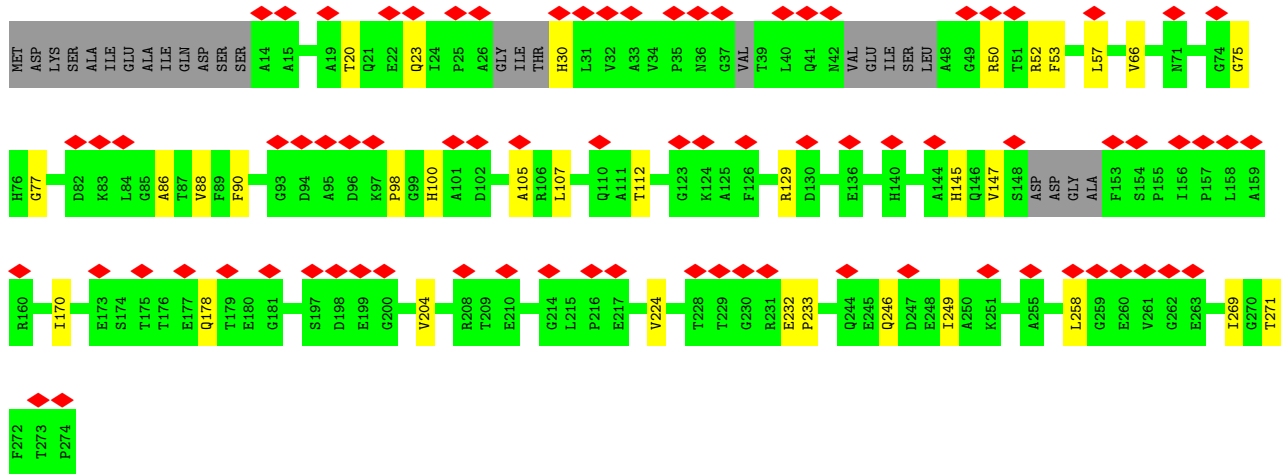 MET ASP LYS SER ALA ILE GLU ALA ILE GLN ASP SER SER A14 A15 A19 T20 Q21 E22 Q23 I24 P25 A26 GLY ILE THR H30 L31 V32 A33 V34 P35 N36 G37 VAL T39 L40 Q41 N42 VAL GLU ILE SER LEU A48 G49 R50 T51 R52 F53 L57 V66 N71 G74 G75
H76 G77 D82 K83 L84 G85 A86 T87 V88 F89 F90 G93 D94 A95 D96 K97 P98 G99 H100 A101 D102 A105 R106 L107 Q110 A111 T112 G123 K124 A125 F126 R129 D130 E136 H140 A144 H145 Q146 V147 S148 ASP ASP GLY ALA F153 S154 P155 I156 P157 L158 A159
R160 I170 E173 S174 T175 T176 E177 Q178 T179 E180 G181 S197 D198 E199 G200 V204 R208 T209 E210 G214 L215 P216 E217 V224 T228 T229 G230 R231 E232 P233 Q244 E245 Q246 D247 E248 I249 A250 K251 A255 L258 G259 E260 V261 G262 E263 I269 G270 T271
F272 T273 P274